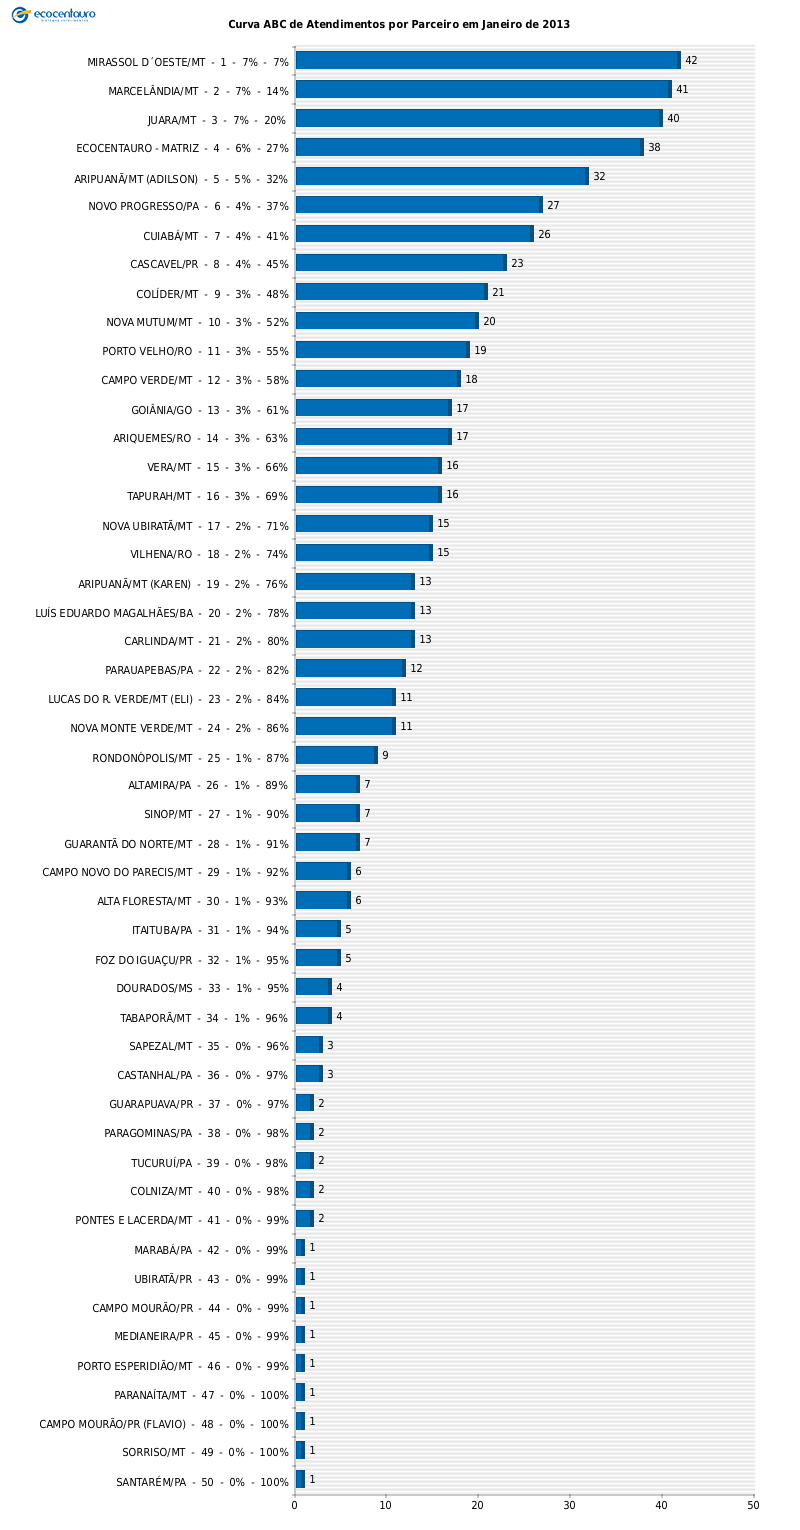 ecocentauro
Curva ABC de Atendimentos por Parceiro em Janeiro de 2013
MIRASSOL D´OESTE/MT - 1 - 7% - 7% 42
MARCELÂNDIA/MT - 2 - 7% - 14% 41
JUARA/MT - 3 - 7% - 20% 40
ECOCENTAURO - MATRIZ - 4 - 6% - 27% 38
ARIPUANÃ/MT (ADILSON) - 5 - 5% - 32% 32
NOVO PROGRESSO/PA - 6 - 4% - 37% 27
CUIABÁ/MT - 7 - 4% - 41% 26
CASCAVEL/PR - 8 - 4% - 45% 23
COLÍDER/MT - 9 - 3% - 48% 21
NOVA MUTUM/MT - 10 - 3% - 52% 20
PORTO VELHO/RO - 11 - 3% - 55% 19
CAMPO VERDE/MT - 12 - 3% - 58% 18
GOIÂNIA/GO - 13 - 3% - 61% 17
ARIQUEMES/RO - 14 - 3% - 63% 17
VERA/MT - 15 - 3% - 66% 16
TAPURAH/MT - 16 - 3% - 69% 16
NOVA UBIRATÃ/MT - 17 - 2% - 71% 15
VILHENA/RO - 18 - 2% - 74% 15
ARIPUANÃ/MT (KAREN) - 19 - 2% - 76% 13
LUÍS EDUARDO MAGALHÃES/BA - 20 - 2% - 78% 13
CARLINDA/MT - 21 - 2% - 80% 13
PARAUAPEBAS/PA - 22 - 2% - 82% 12
LUCAS DO R. VERDE/MT (ELI) - 23 - 2% - 84% 11
NOVA MONTE VERDE/MT - 24 - 2% - 86% 11
RONDONÓPOLIS/MT - 25 - 1% - 87% 9
ALTAMIRA/PA - 26 - 1% - 89% 7
SINOP/MT - 27 - 1% - 90% 7
GUARANTÃ DO NORTE/MT - 28 - 1% - 91% 7
CAMPO NOVO DO PARECIS/MT - 29 - 1% - 92% 6
ALTA FLORESTA/MT - 30 - 1% - 93% 6
ITAITUBA/PA - 31 - 1% - 94% 5
FOZ DO IGUAÇU/PR - 32 - 1% - 95% 5
DOURADOS/MS - 33 - 1% - 95% 4
TABAPORÃ/MT - 34 - 1% - 96% 4
SAPEZAL/MT - 35 - 0% - 96% 3
CASTANHAL/PA - 36 - 0% - 97% 3
GUARAPUAVA/PR - 37 - 0% - 97% 2
PARAGOMINAS/PA - 38 - 0% - 98% 2
TUCURUÍ/PA - 39 - 0% - 98% 2
COLNIZA/MT - 40 - 0% - 98% 2
PONTES E LACERDA/MT - 41 - 0% - 99% 2
MARABÁ/PA - 42 - 0% - 99% 1
UBIRATÃ/PR - 43 - 0% - 99% 1
CAMPO MOURÃO/PR - 44 - 0% - 99% 1
MEDIANEIRA/PR - 45 - 0% - 99% 1
PORTO ESPERIDIÃO/MT - 46 - 0% - 99% 1
PARANAÍTA/MT - 47 - 0% - 100% 1
CAMPO MOURÃO/PR (FLAVIO) - 48 - 0% - 100% 1
SORRISO/MT - 49 - 0% - 100% 1
SANTARÉM/PA - 50 - 0% - 100% 1
0 10 20 30 40 50